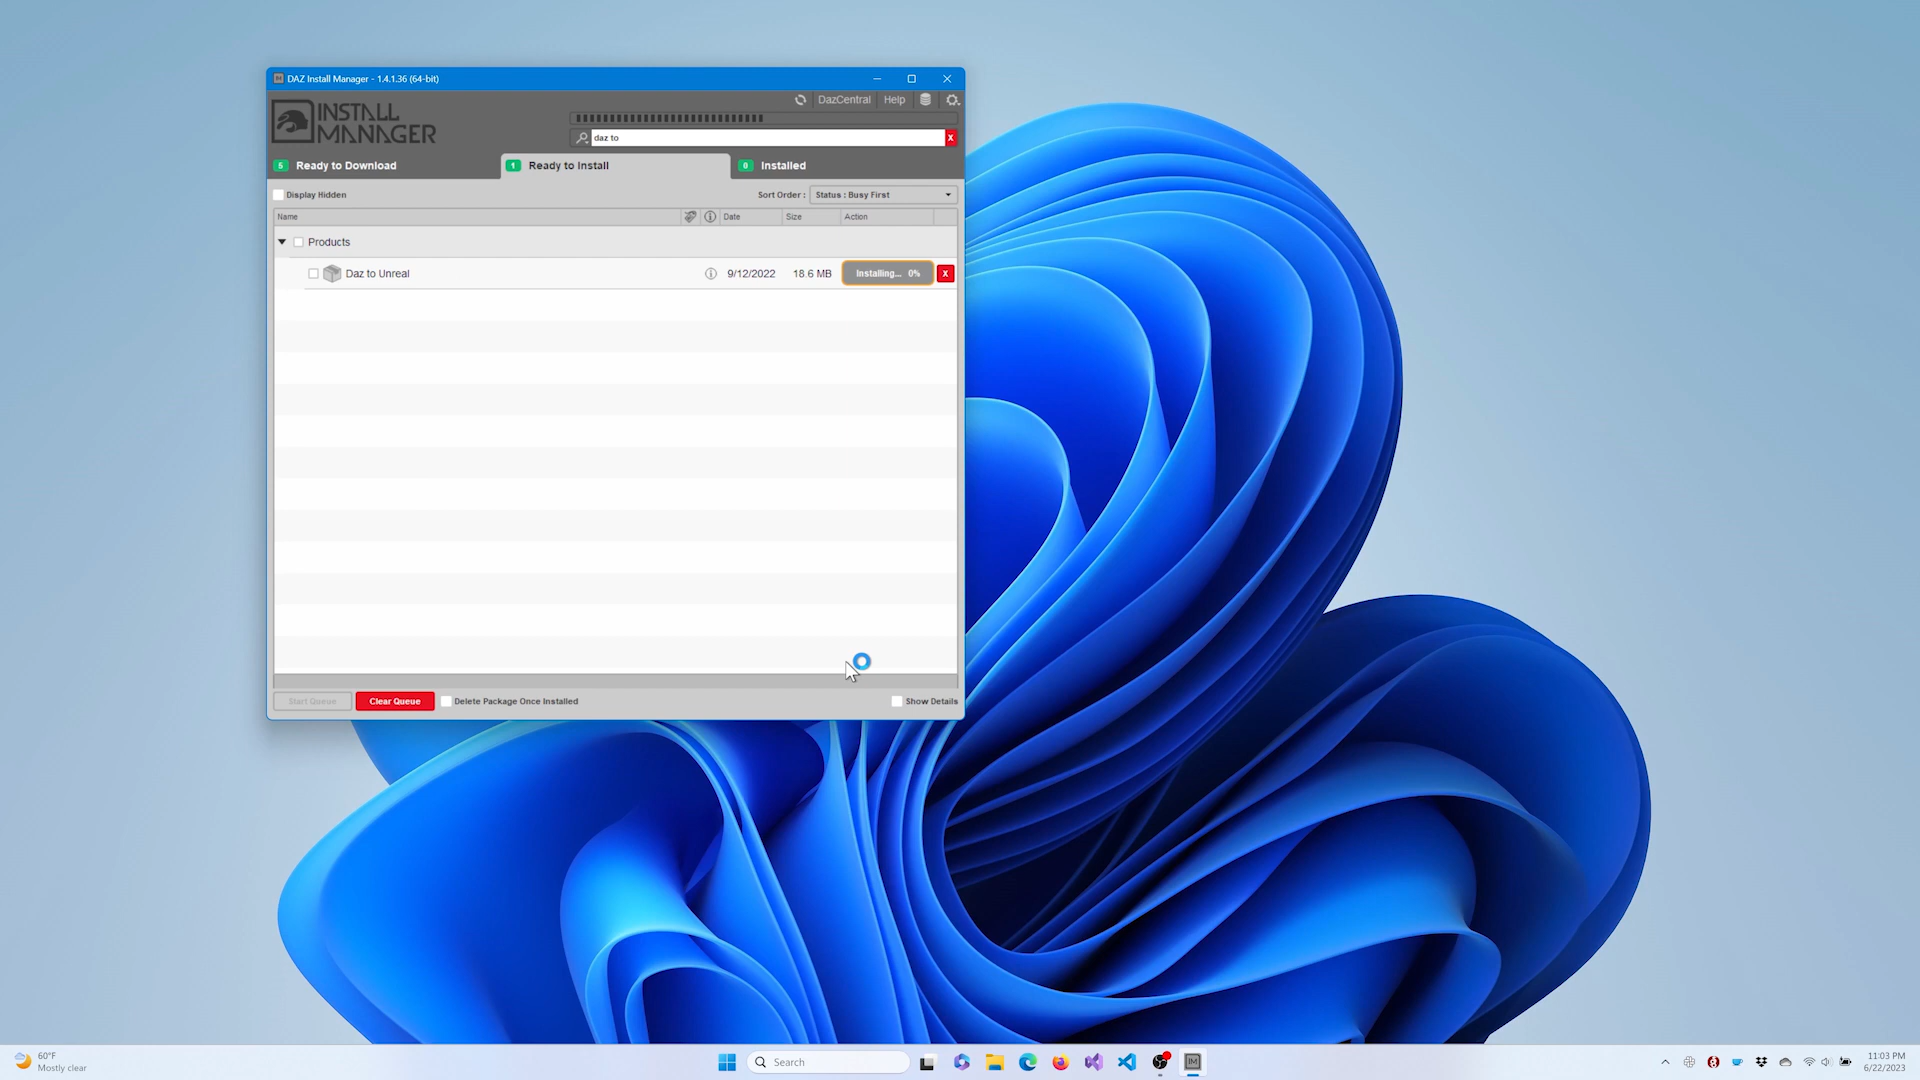 DAZ Install Manager - 1.4.1.36 (64-bit)
INSTALL
MANAGER
DazCentral
Help
daz to
X
5 Ready to Download
1 Ready to Install
0 Installed
Display Hidden
Sort Order :
Status : Busy First
Name
Date
Size
Action
Products
Daz to Unreal
9/12/2022
18.6 MB
Installing... 0%
X
Start Queue
Clear Queue
Delete Package Once Installed
Show Details
60°F
Mostly clear
Search
IM
11:03 PM
6/22/2023